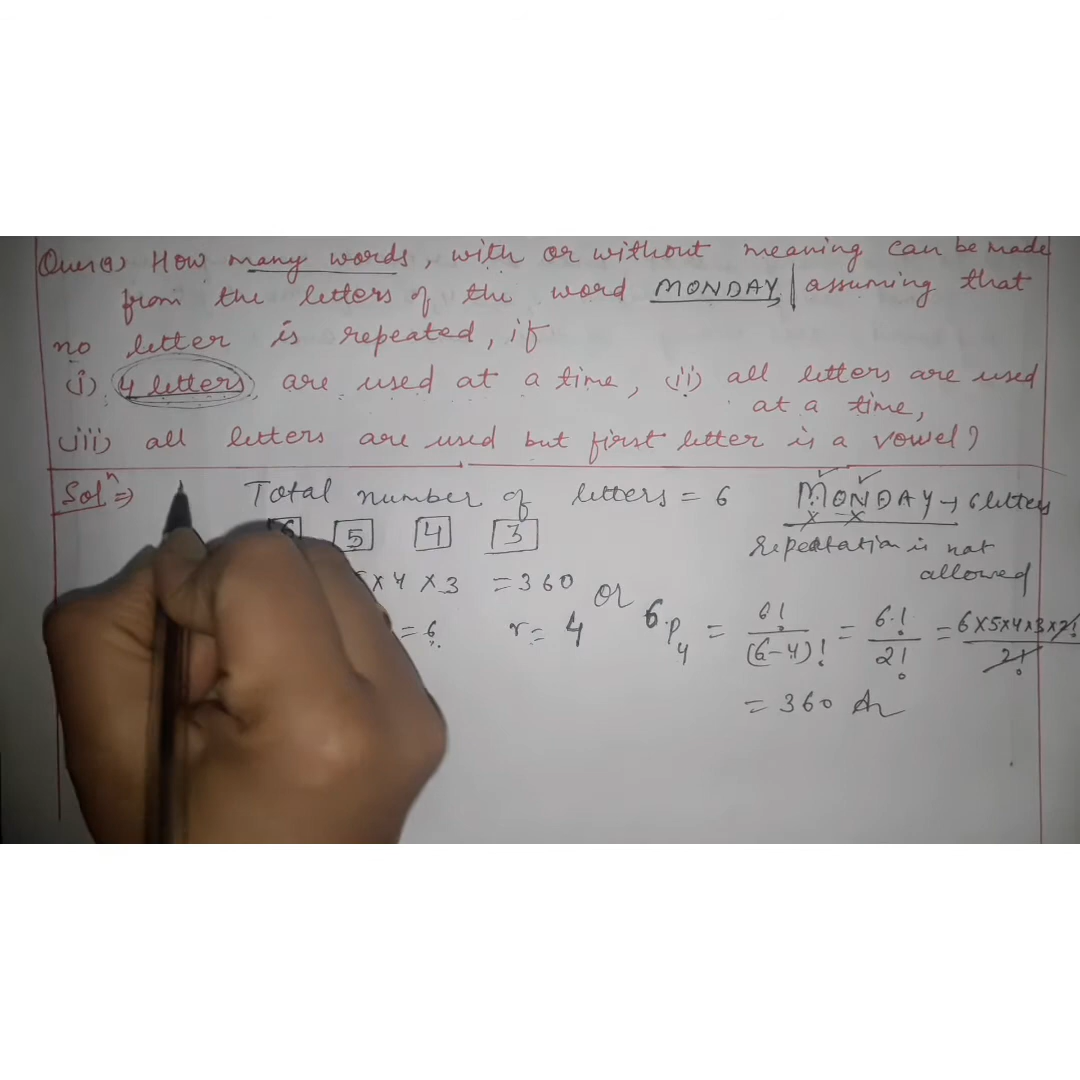 Ques 9) How many words, with or without meaning can be made
from the letters of the word MONDAY, assuming that
no letter is repeated, if
(i) 4 letters are used at a time, (ii) all letters are used
at a time,
(iii) all letters are used but first letter is a vowel?
Solⁿ ⇒ Total number of letters = 6 MONDAY → 6 letters
6 5 4 3
Repeatation is not
allowed
5 × 4 × 3 = 360 or
= 6 r = 4 6P4 = 6!/(6-4)! = 6!/2! = 6×5×4×3×2!/2!
= 360